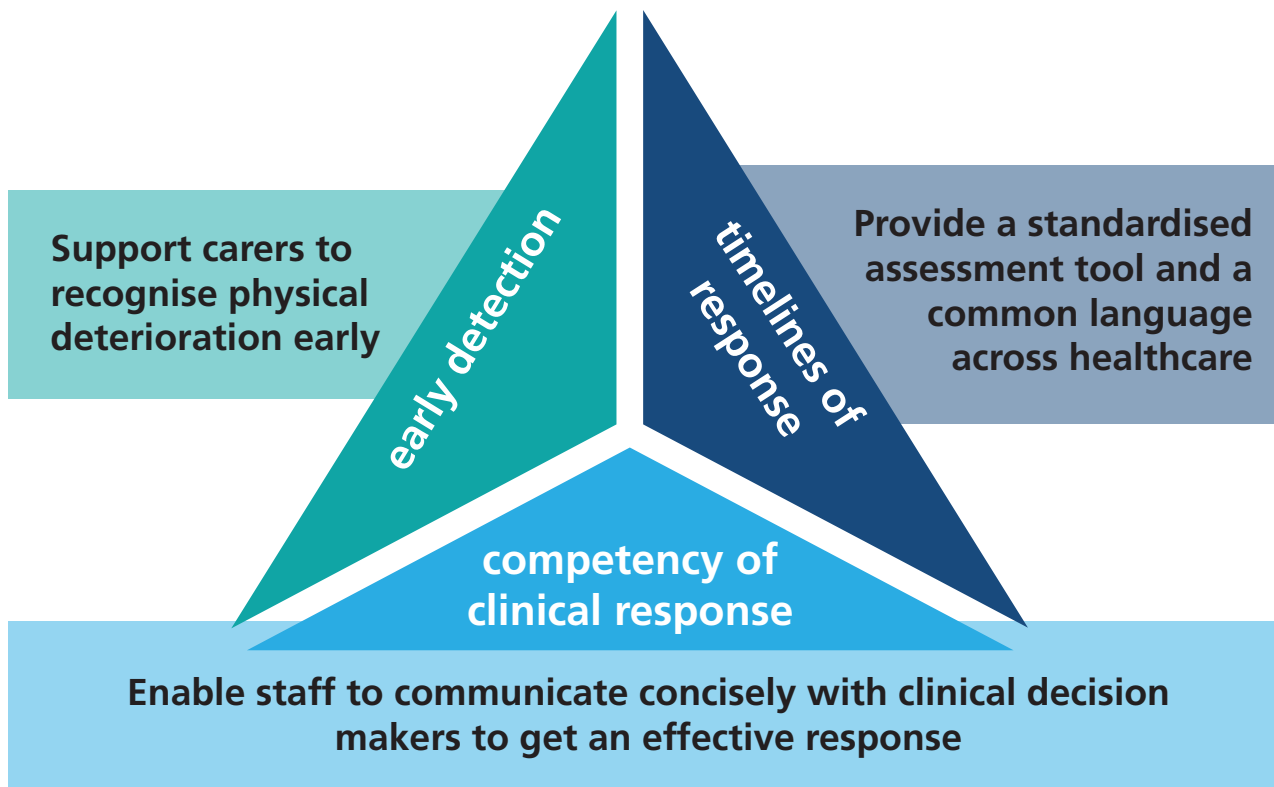 Support carers to
recognise physical
deterioration early
early detection
timelines of
response
Provide a standardised
assessment tool and a
common language
across healthcare
competency of
clinical response
Enable staff to communicate concisely with clinical decision
makers to get an effective response